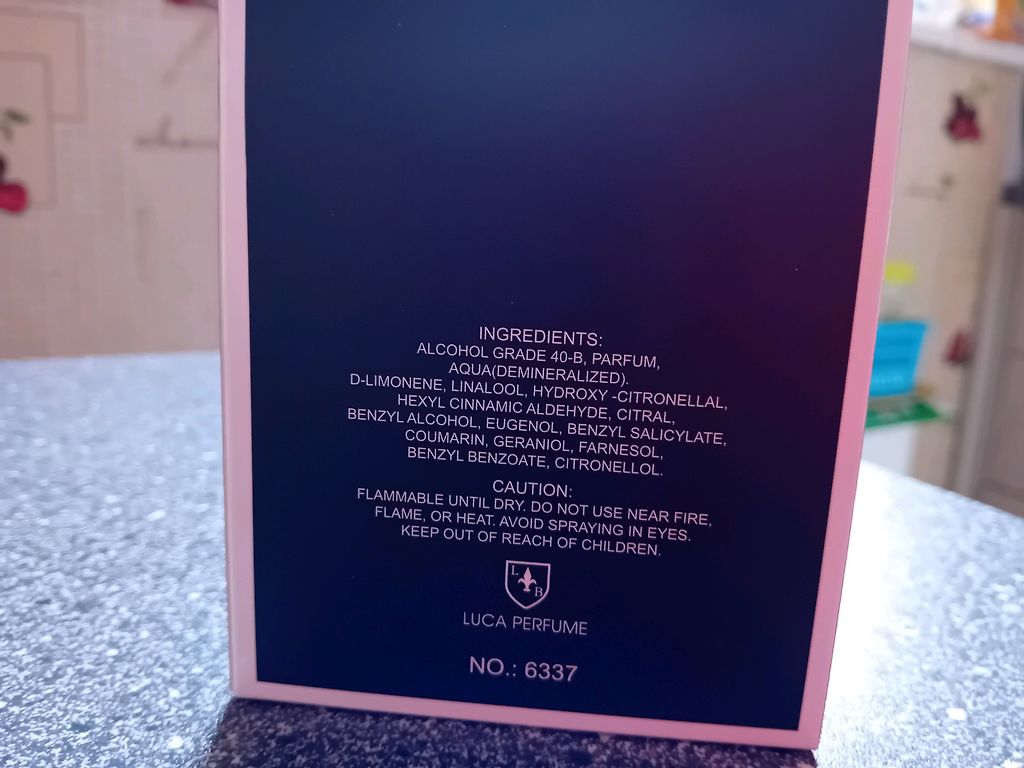 INGREDIENTS:
ALCOHOL GRADE 40-B, PARFUM,
AQUA(DEMINERALIZED).
D-LIMONENE, LINALOOL, HYDROXY -CITRONELLAL,
HEXYL CINNAMIC ALDEHYDE, CITRAL,
BENZYL ALCOHOL, EUGENOL, BENZYL SALICYLATE,
COUMARIN, GERANIOL, FARNESOL,
BENZYL BENZOATE, CITRONELLOL.
CAUTION:
FLAMMABLE UNTIL DRY. DO NOT USE NEAR FIRE,
FLAME, OR HEAT. AVOID SPRAYING IN EYES.
KEEP OUT OF REACH OF CHILDREN.
L B
LUCA PERFUME
NO.: 6337